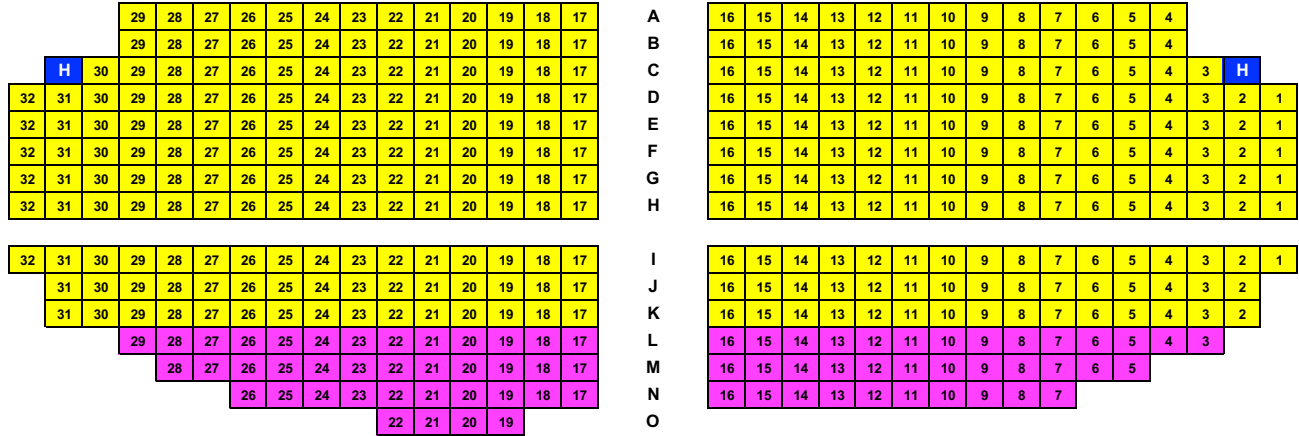 29 28 27 26 25 24 23 22 21 20 19 18 17 A 16 15 14 13 12 11 10 9 8 7 6 5 4
29 28 27 26 25 24 23 22 21 20 19 18 17 B 16 15 14 13 12 11 10 9 8 7 6 5 4
H 30 29 28 27 26 25 24 23 22 21 20 19 18 17 C 16 15 14 13 12 11 10 9 8 7 6 5 4 3 H
32 31 30 29 28 27 26 25 24 23 22 21 20 19 18 17 D 16 15 14 13 12 11 10 9 8 7 6 5 4 3 2 1
32 31 30 29 28 27 26 25 24 23 22 21 20 19 18 17 E 16 15 14 13 12 11 10 9 8 7 6 5 4 3 2 1
32 31 30 29 28 27 26 25 24 23 22 21 20 19 18 17 F 16 15 14 13 12 11 10 9 8 7 6 5 4 3 2 1
32 31 30 29 28 27 26 25 24 23 22 21 20 19 18 17 G 16 15 14 13 12 11 10 9 8 7 6 5 4 3 2 1
32 31 30 29 28 27 26 25 24 23 22 21 20 19 18 17 H 16 15 14 13 12 11 10 9 8 7 6 5 4 3 2 1
32 31 30 29 28 27 26 25 24 23 22 21 20 19 18 17 I 16 15 14 13 12 11 10 9 8 7 6 5 4 3 2 1
31 30 29 28 27 26 25 24 23 22 21 20 19 18 17 J 16 15 14 13 12 11 10 9 8 7 6 5 4 3 2
31 30 29 28 27 26 25 24 23 22 21 20 19 18 17 K 16 15 14 13 12 11 10 9 8 7 6 5 4 3 2
29 28 27 26 25 24 23 22 21 20 19 18 17 L 16 15 14 13 12 11 10 9 8 7 6 5 4 3
28 27 26 25 24 23 22 21 20 19 18 17 M 16 15 14 13 12 11 10 9 8 7 6 5
26 25 24 23 22 21 20 19 18 17 N 16 15 14 13 12 11 10 9 8 7
22 21 20 19 O